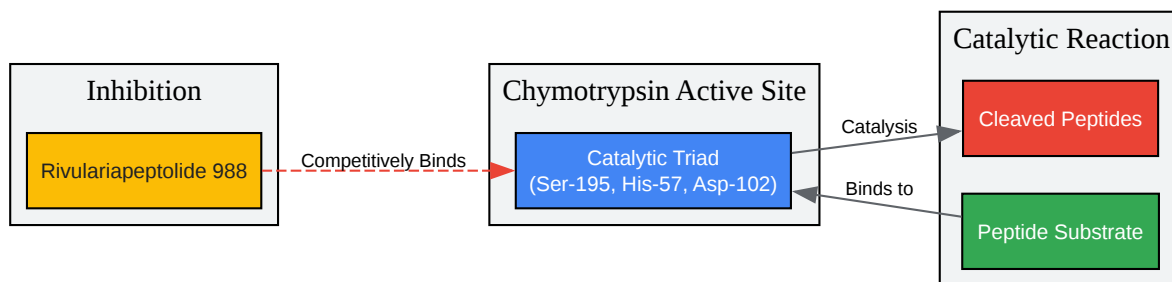 Inhibition
Rivulariapeptolide 988
Competitively Binds
Chymotrypsin Active Site
Catalytic Triad
(Ser-195, His-57, Asp-102)
Catalysis
Binds to
Catalytic Reaction
Cleaved Peptides
Peptide Substrate